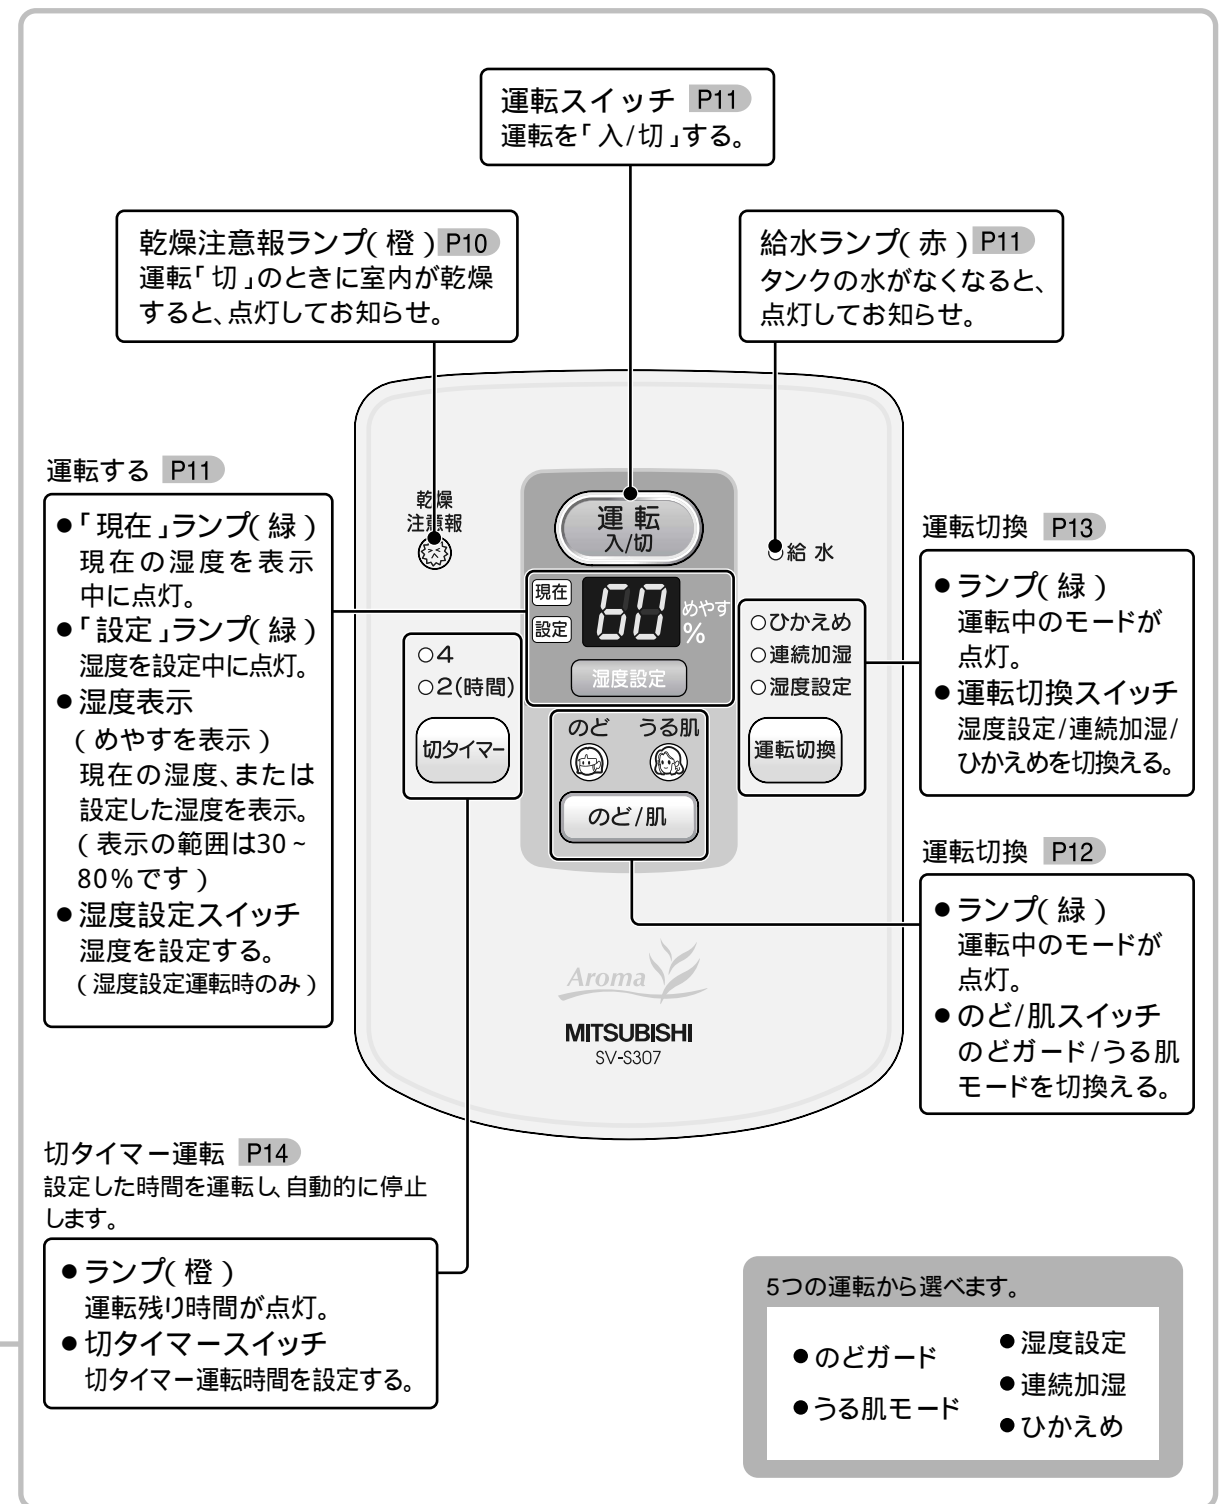 運転スイッチ P11
運転を「入/切」する。
乾燥注意報ランプ(橙) P10
運転「切」のときに室内が乾燥
すると、点灯してお知らせ。
給水ランプ(赤) P11
タンクの水がなくなると、
点灯してお知らせ。
運転する P11
●「現在」ランプ(緑)
現在の湿度を表示
中に点灯。
●「設定」ランプ(緑)
湿度を設定中に点灯。
●湿度表示
(めやすを表示)
現在の湿度、または
設定した湿度を表示。
(表示の範囲は30~
80%です)
●湿度設定スイッチ
湿度を設定する。
(湿度設定運転時のみ)
乾燥
注意報
運転
入/切
○給水
現在
設定
60
めやす
%
湿度設定
○4
○2(時間)
切タイマー
のど
うる肌
のど/肌
○ひかえめ
○連続加湿
○湿度設定
運転切換
Aroma
MITSUBISHI
SV-S307
運転切換 P13
●ランプ(緑)
運転中のモードが
点灯。
●運転切換スイッチ
湿度設定/連続加湿/
ひかえめを切換える。
運転切換 P12
●ランプ(緑)
運転中のモードが
点灯。
●のど/肌スイッチ
のどガード/うる肌
モードを切換える。
切タイマー運転 P14
設定した時間を運転し、自動的に停止
します。
●ランプ(橙)
運転残り時間が点灯。
●切タイマースイッチ
切タイマー運転時間を設定する。
5つの運転から選べます。
●のどガード
●うる肌モード
●湿度設定
●連続加湿
●ひかえめ